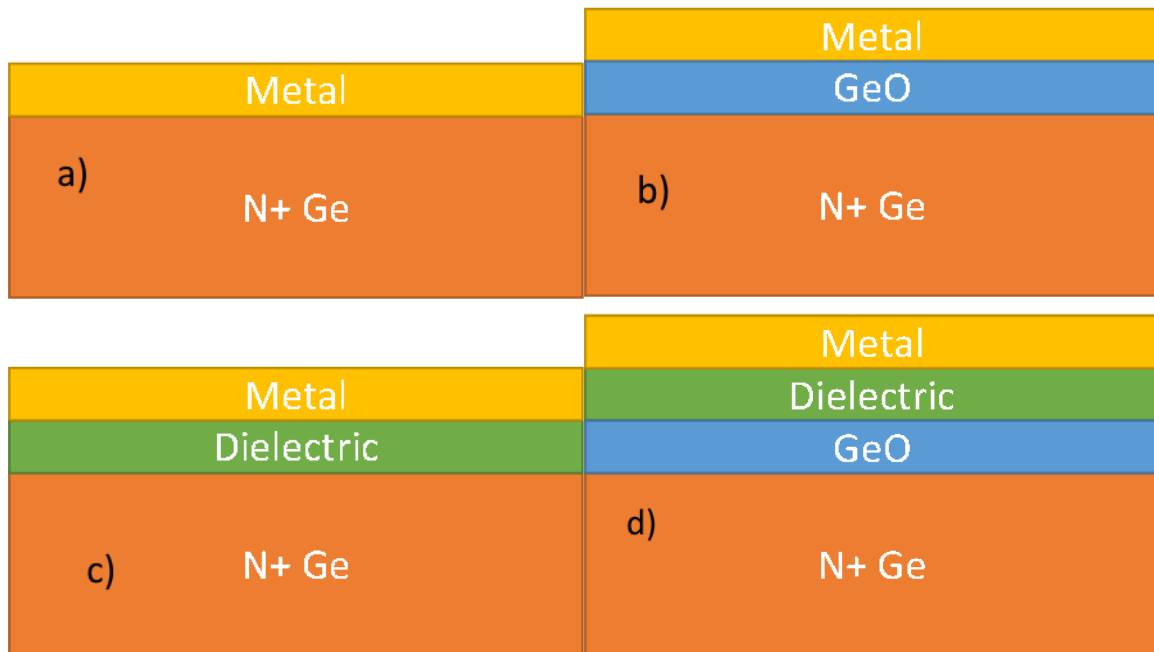 Metal
a)
N+ Ge
Metal
GeO
b)
N+ Ge
Metal
Dielectric
c)
N+ Ge
Metal
Dielectric
GeO
d)
N+ Ge